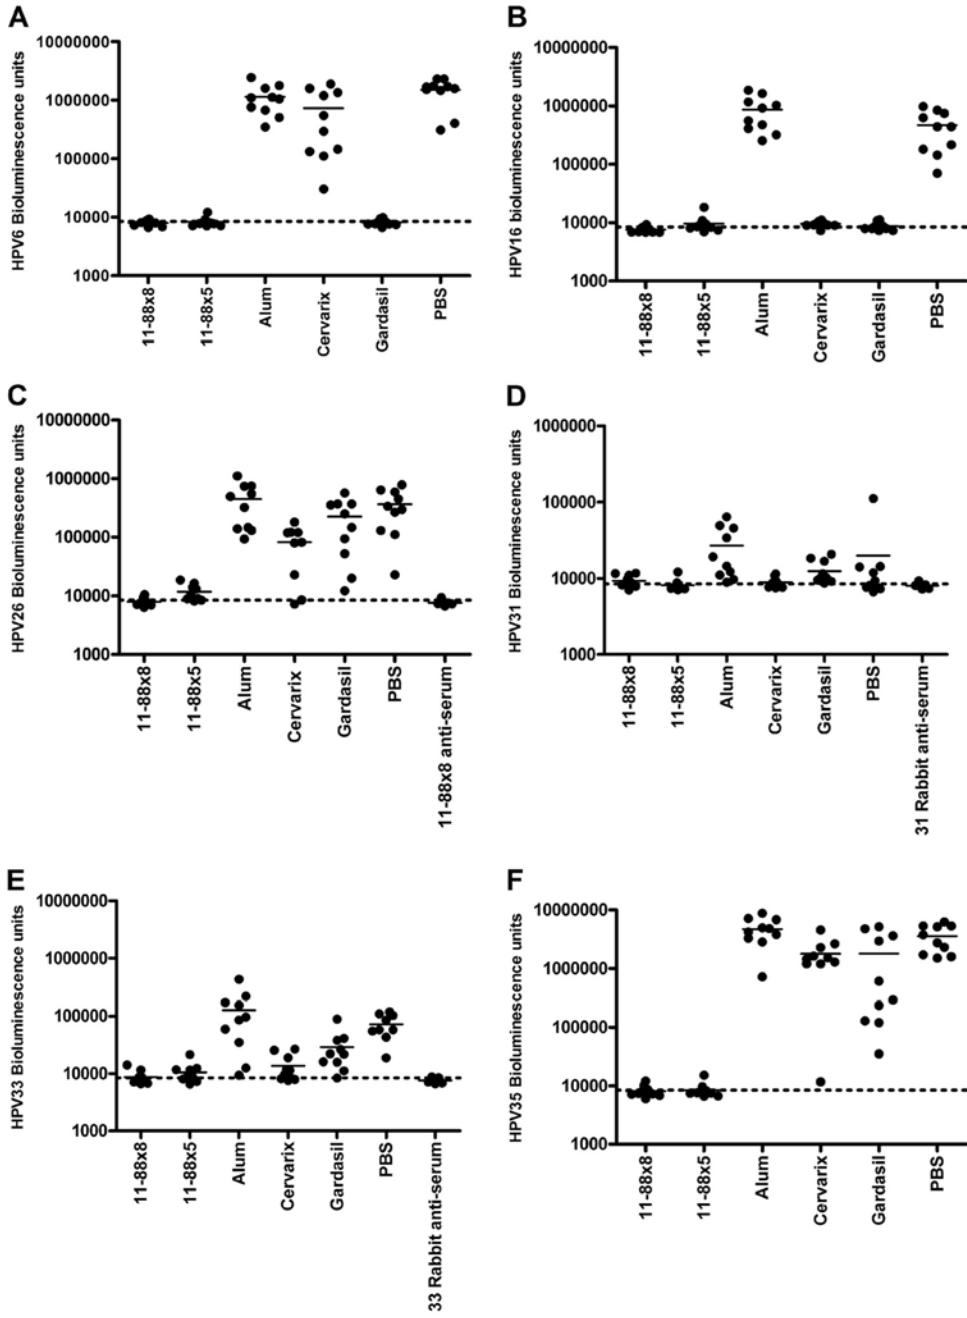 A
HPV6 Bioluminescence units
10000000
1000000
100000
10000
1000
11-88x8
11-88x5
Alum
Cervarix
Gardasil
PBS
B
HPV16 bioluminescence units
10000000
1000000
100000
10000
1000
11-88x8
11-88x5
Alum
Cervarix
Gardasil
PBS
C
HPV26 Bioluminescence units
10000000
1000000
100000
10000
1000
11-88x8
11-88x5
Alum
Cervarix
Gardasil
PBS
11-88x8 anti-serum
D
HPV31 Bioluminescence units
1000000
100000
10000
1000
11-88x8
11-88x5
Alum
Cervarix
Gardasil
PBS
31 Rabbit anti-serum
E
HPV33 Bioluminescence units
10000000
1000000
100000
10000
1000
11-88x8
11-88x5
Alum
Cervarix
Gardasil
PBS
33 Rabbit anti-serum
F
HPV35 Bioluminescence units
10000000
1000000
100000
10000
1000
11-88x8
11-88x5
Alum
Cervarix
Gardasil
PBS